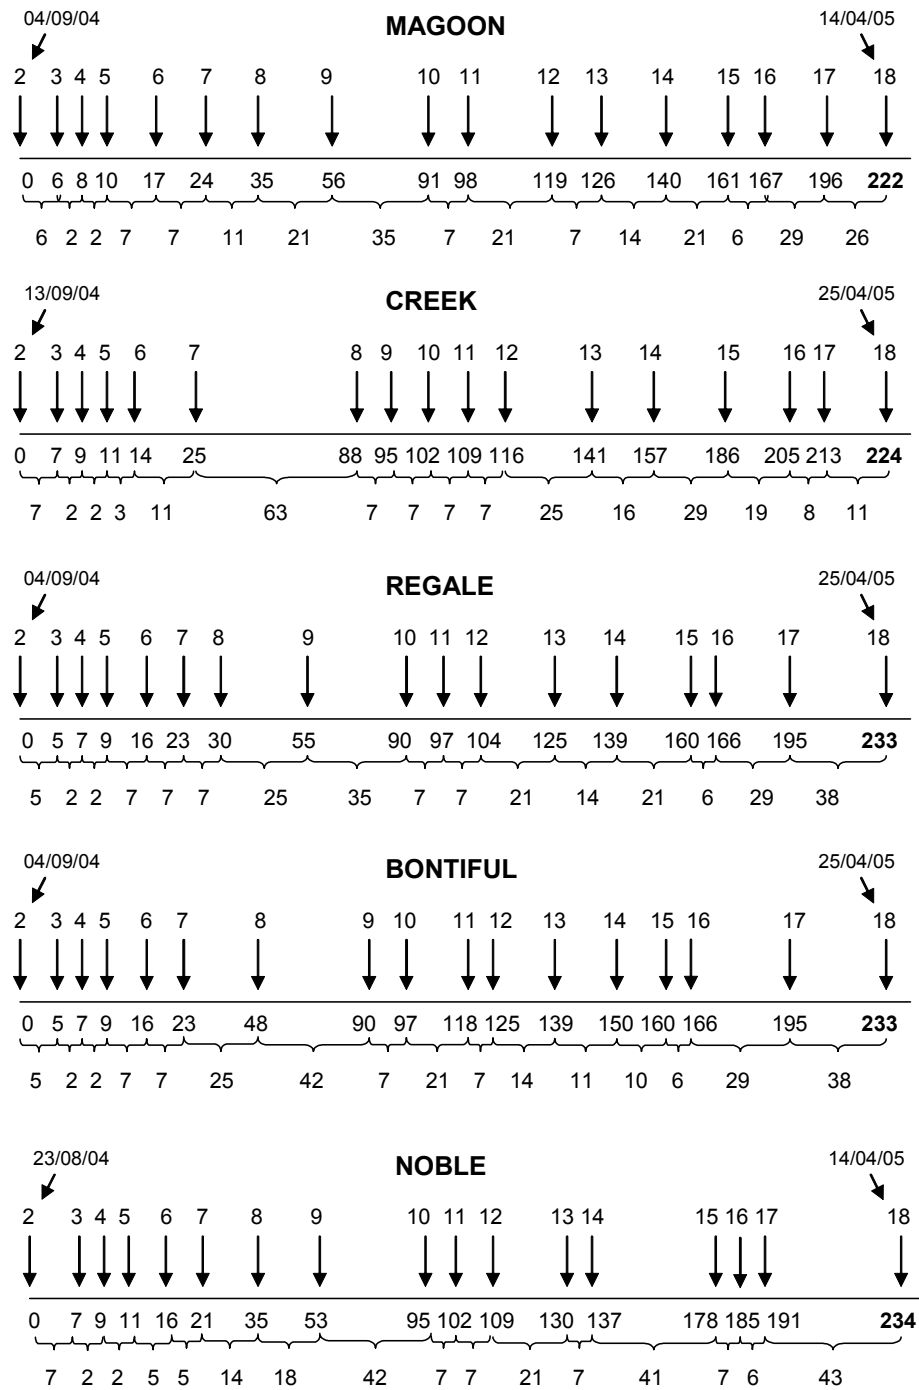 04/09/04 MAGOON 14/04/05
2 3 4 5 6 7 8 9 10 11 12 13 14 15 16 17 18
0 6 8 10 17 24 35 56 91 98 119 126 140 161 167 196 222
6 2 2 7 7 11 21 35 7 21 7 14 21 6 29 26
13/09/04 CREEK 25/04/05
2 3 4 5 6 7 8 9 10 11 12 13 14 15 16 17 18
0 7 9 11 14 25 88 95 102 109 116 141 157 186 205 213 224
7 2 2 3 11 63 7 7 7 7 25 16 29 19 8 11
04/09/04 REGALE 25/04/05
2 3 4 5 6 7 8 9 10 11 12 13 14 15 16 17 18
0 5 7 9 16 23 30 55 90 97 104 125 139 160 166 195 233
5 2 2 7 7 7 25 35 7 7 21 14 21 6 29 38
04/09/04 BONTIFUL 25/04/05
2 3 4 5 6 7 8 9 10 11 12 13 14 15 16 17 18
0 5 7 9 16 23 48 90 97 118 125 139 150 160 166 195 233
5 2 2 7 7 25 42 7 21 7 14 11 10 6 29 38
23/08/04 NOBLE 14/04/05
2 3 4 5 6 7 8 9 10 11 12 13 14 15 16 17 18
0 7 9 11 16 21 35 53 95 102 109 130 137 178 185 191 234
7 2 2 5 5 14 18 42 7 7 21 7 41 7 6 43